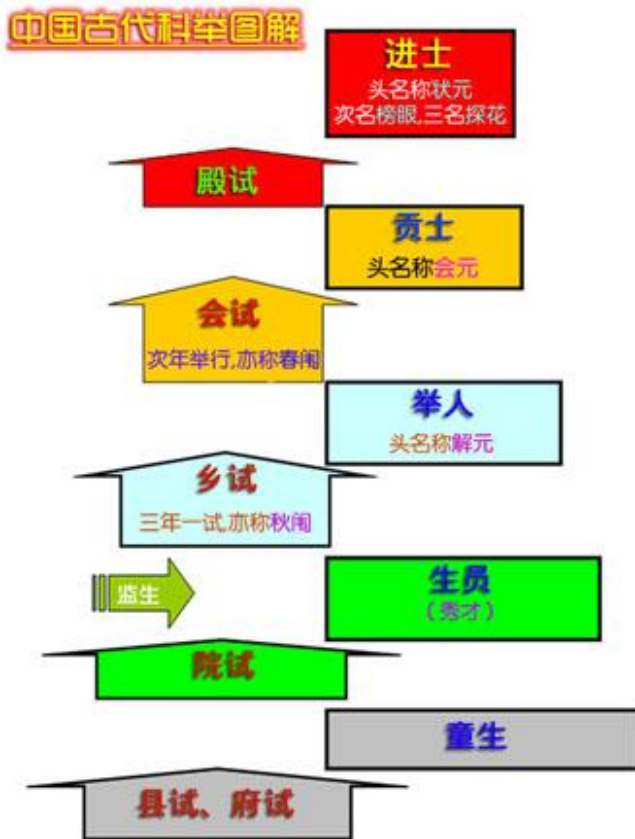 中国古代科举图解
进士
头名称状元
次名榜眼,三名探花
殿试
贡士
头名称会元
会试
次年举行,亦称春闱
举人
头名称解元
乡试
三年一试,亦称秋闱
监生
生员
(秀才)
院试
童生
县试、府试